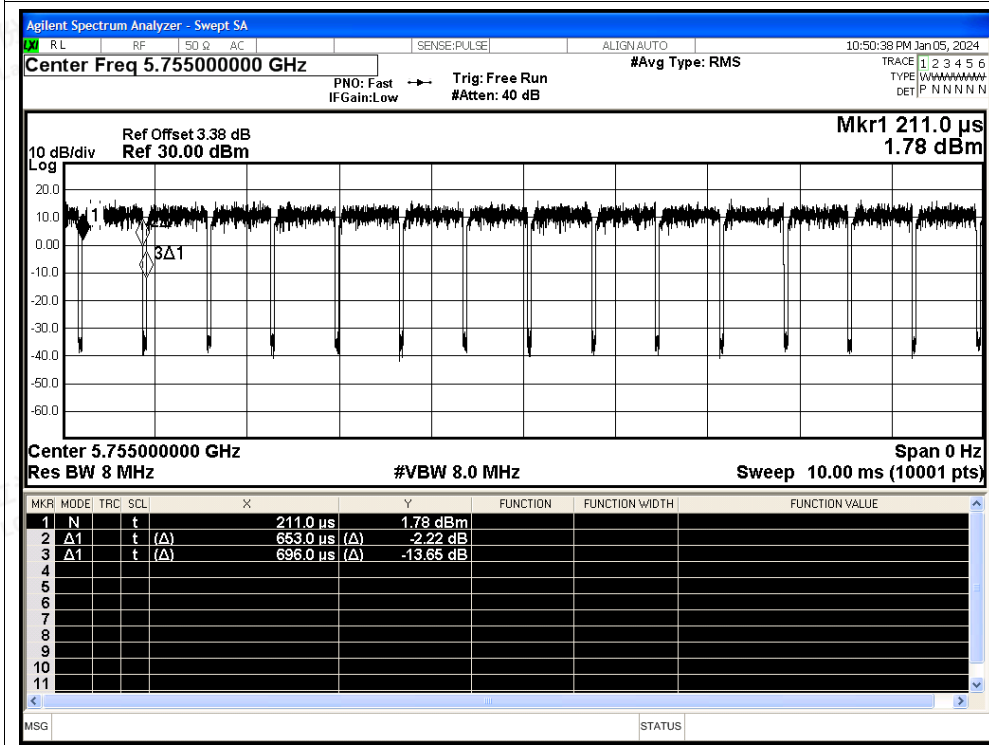 Agilent Spectrum Analyzer - Swept SA
LXI RL RF 50 Ω AC SENSE:PULSE ALIGN AUTO 10:50:38 PM Jan 05, 2024
Center Freq 5.755000000 GHz #Avg Type: RMS TRACE 1 2 3 4 5 6
PNO: Fast Trig: Free Run TYPE
IFGain:Low #Atten: 40 dB DET P N N N N N
Mkr1 211.0 µs
Ref Offset 3.38 dB
10 dB/div Ref 30.00 dBm 1.78 dBm
Log
20.0
10.0
1
0.00
3Δ1
-10.0
-20.0
-30.0
-40.0
-50.0
-60.0
Center 5.755000000 GHz Span 0 Hz
Res BW 8 MHz #VBW 8.0 MHz Sweep 10.00 ms (10001 pts)
MKR MODE TRC SCL X Y FUNCTION FUNCTION WIDTH FUNCTION VALUE
1 N t 211.0 µs 1.78 dBm
2 Δ1 t (Δ) 653.0 µs (Δ) -2.22 dB
3 Δ1 t (Δ) 696.0 µs (Δ) -13.65 dB
4
5
6
7
8
9
10
11
MSG STATUS